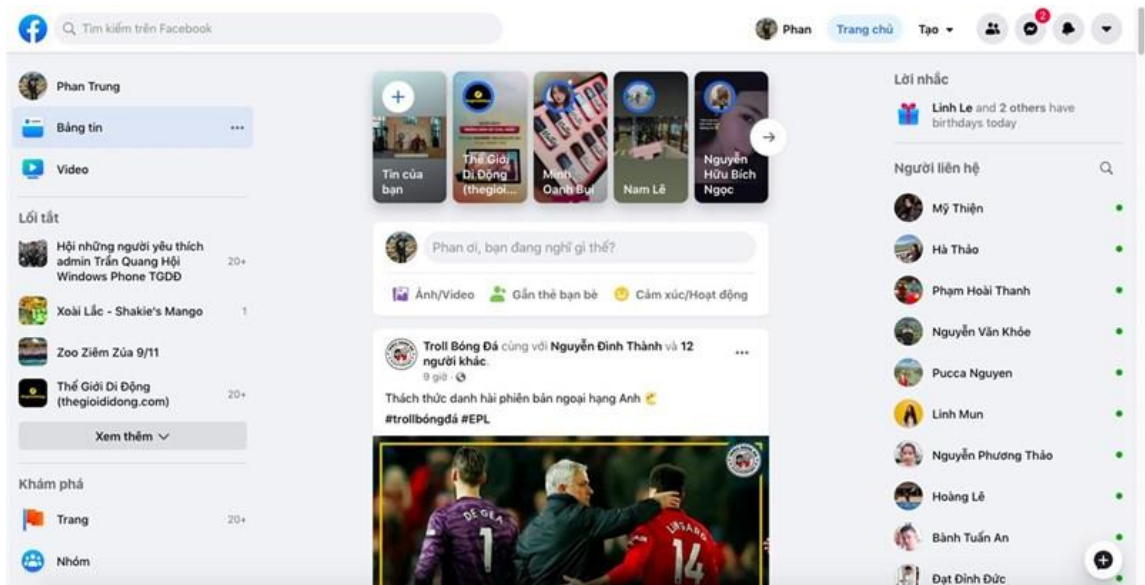 Tìm kiếm trên Facebook
Phan
Trang chủ
Tạo
2
Phan Trung
Bảng tin
Video
Lối tắt
Hội những người yêu thích
admin Trần Quang Hội
Windows Phone TGDĐ
20+
Xoài Lắc - Shakie's Mango
1
Zoo Ziêm Zúa 9/11
Thế Giới Di Động
(thegioididong.com)
20+
Xem thêm
Khám phá
Trang
20+
Nhóm
Tin của
bạn
Thế Giới
Di Động
(thegioi...
Minh
Oanh Bui
Nam Lê
Nguyễn
Hữu Bích
Ngọc
Phan ơi, bạn đang nghĩ gì thế?
Ảnh/Video
Gắn thẻ bạn bè
Cảm xúc/Hoạt động
Troll Bóng Đá cùng với Nguyễn Đình Thành và 12
người khác.
9 giờ ·
Thách thức danh hài phiên bản ngoại hạng Anh
#trollbóngđá #EPL
DE GEA
1
LINGARD
14
Lời nhắc
Linh Le and 2 others have
birthdays today
Người liên hệ
Mỹ Thiện
Hà Thảo
Phạm Hoài Thanh
Nguyễn Văn Khỏe
Pucca Nguyen
Linh Mun
Nguyễn Phương Thảo
Hoàng Lê
Bành Tuấn An
Đạt Đình Đức